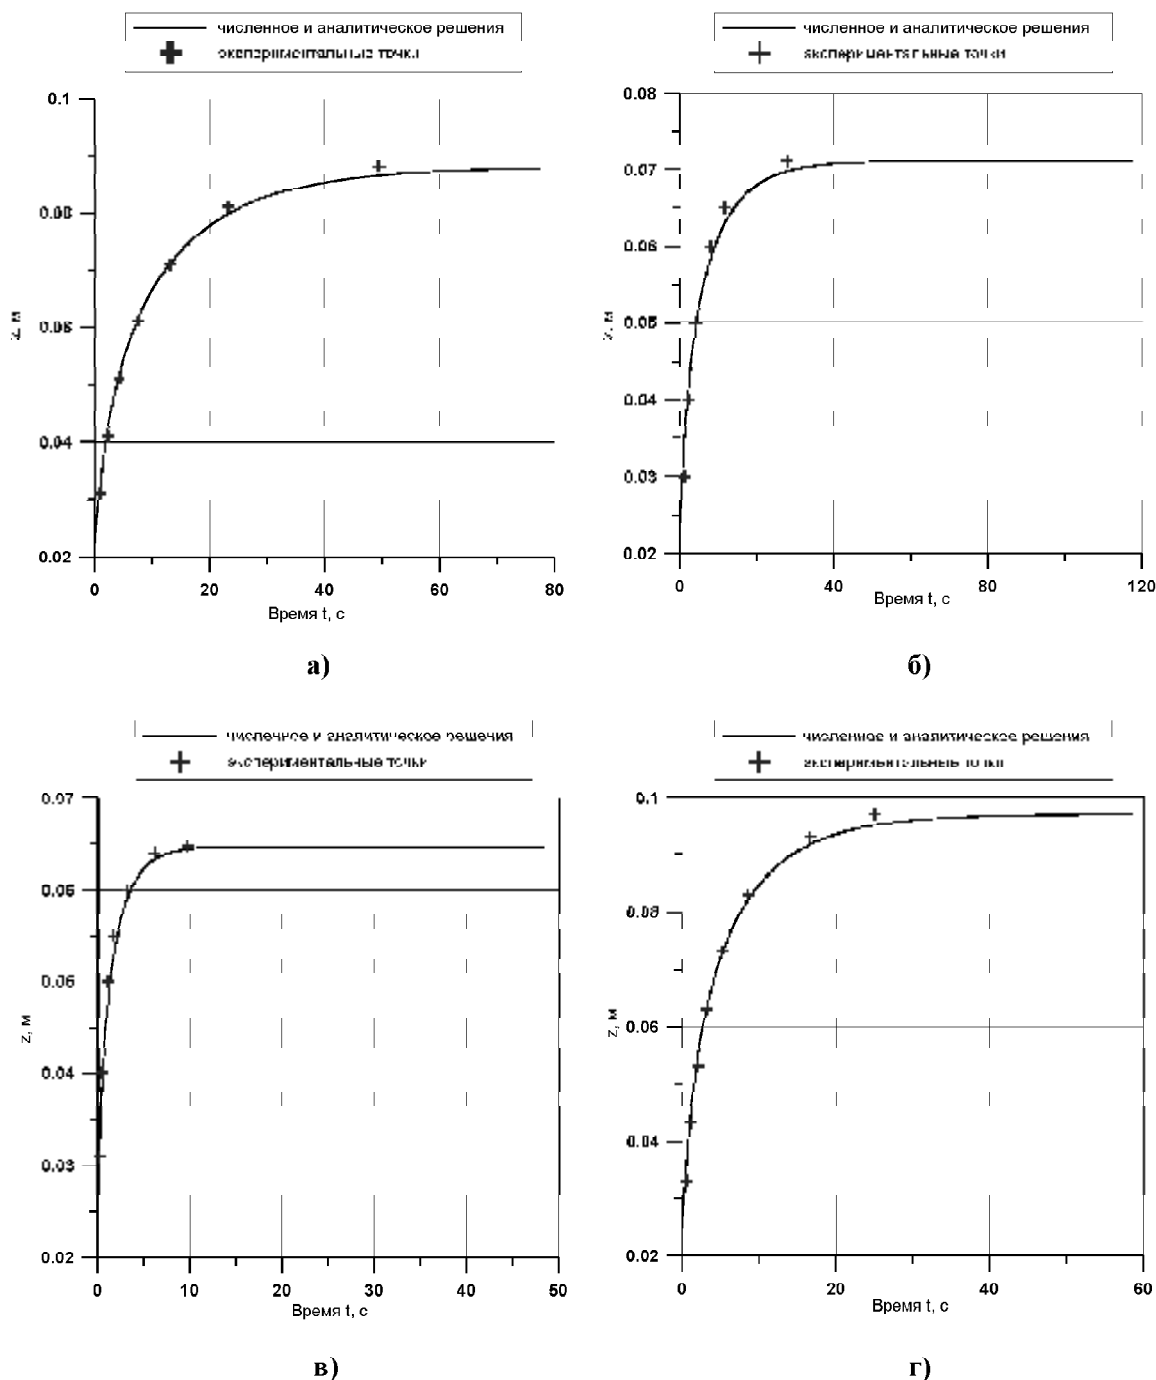 численное и аналитическое решения
экспериментальные точки
0.1
0.08
0.06
0.04
0.02
z, м
0 20 40 60 80
Время t, с
а)
численное и аналитическое решения
экспериментальные точки
0.08
0.07
0.06
0.05
0.04
0.03
0.02
z, м
0 40 80 120
Время t, с
б)
численное и аналитическое решения
экспериментальные точки
0.07
0.06
0.05
0.04
0.03
0.02
z, м
0 10 20 30 40 50
Время t, с
в)
численное и аналитическое решения
экспериментальные точки
0.1
0.08
0.06
0.04
0.02
z, м
0 20 40 60
Время t, с
г)